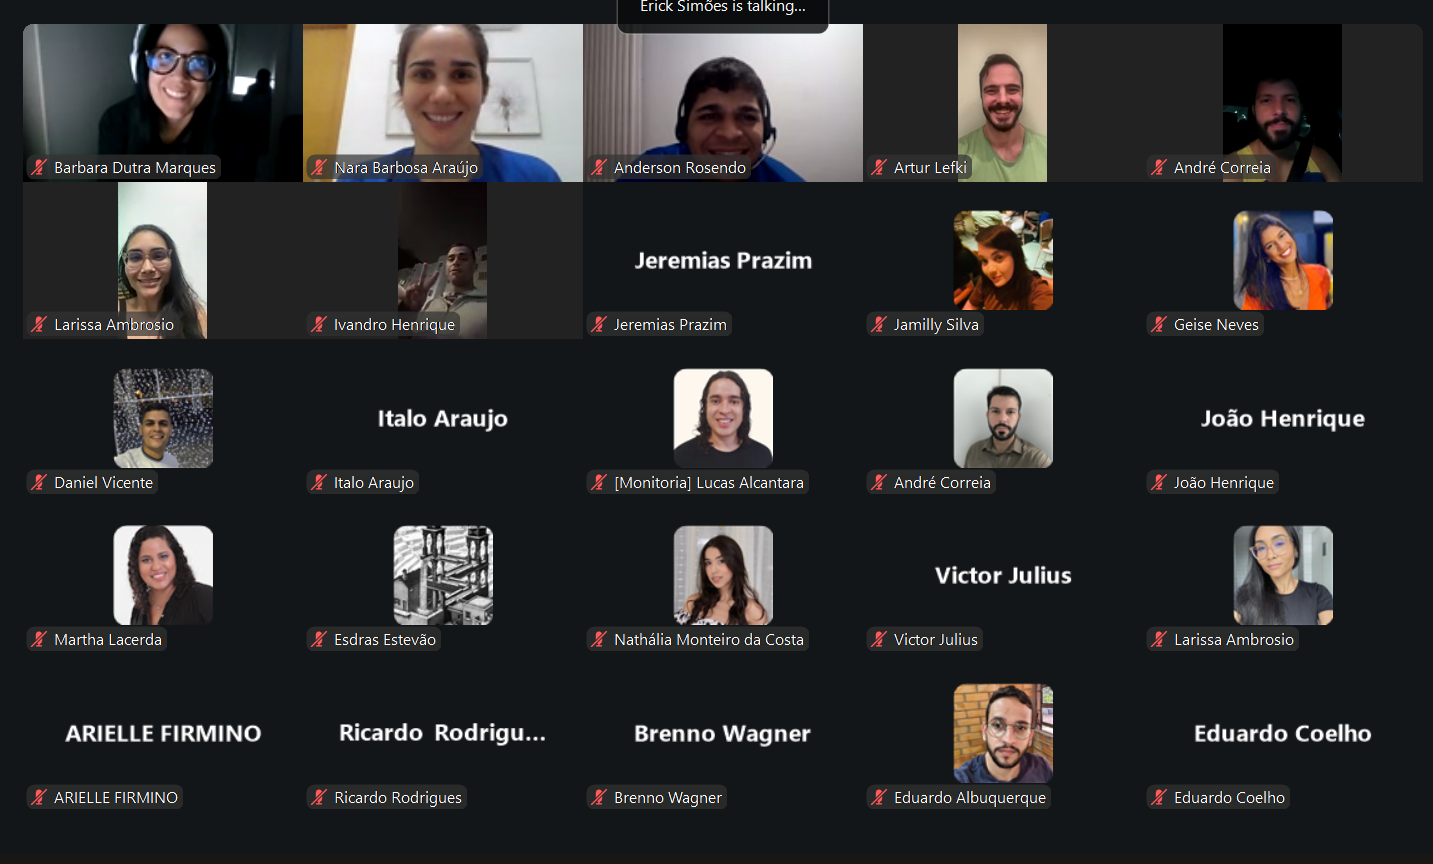 Erick Simões is talking...
Barbara Dutra Marques
Nara Barbosa Araújo
Anderson Rosendo
Artur Lefki
André Correia
Larissa Ambrosio
Ivandro Henrique
Jeremias Prazim
Jeremias Prazim
Jamilly Silva
Geise Neves
Daniel Vicente
Italo Araujo
Italo Araujo
[Monitoria] Lucas Alcantara
André Correia
João Henrique
João Henrique
Martha Lacerda
Esdras Estevão
Nathália Monteiro da Costa
Victor Julius
Victor Julius
Larissa Ambrosio
ARIELLE FIRMINO
ARIELLE FIRMINO
Ricardo Rodrigu...
Ricardo Rodrigues
Brenno Wagner
Brenno Wagner
Eduardo Albuquerque
Eduardo Coelho
Eduardo Coelho